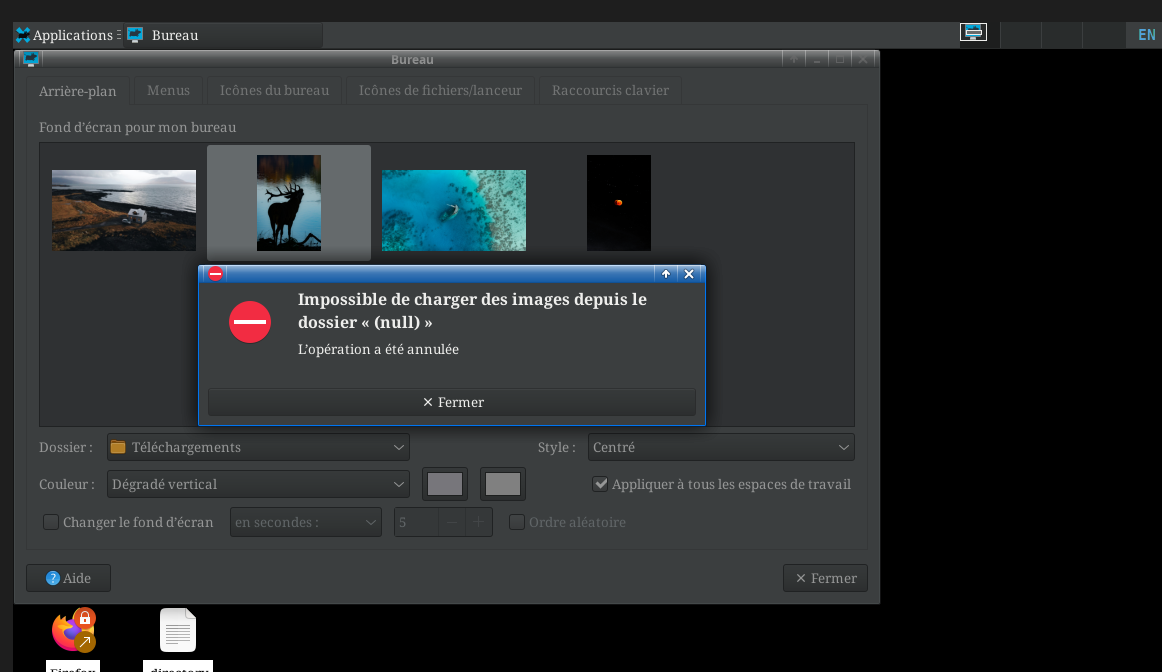 Applications
Bureau
EN
Bureau
Arrière-plan
Menus
Icônes du bureau
Icônes de fichiers/lanceur
Raccourcis clavier
Fond d’écran pour mon bureau
Impossible de charger des images depuis le
dossier « (null) »
L’opération a été annulée
Fermer
Dossier :
Téléchargements
Style :
Centré
Couleur :
Dégradé vertical
Appliquer à tous les espaces de travail
Changer le fond d’écran
en secondes :
5
Ordre aléatoire
Aide
Fermer
Firefox
directory